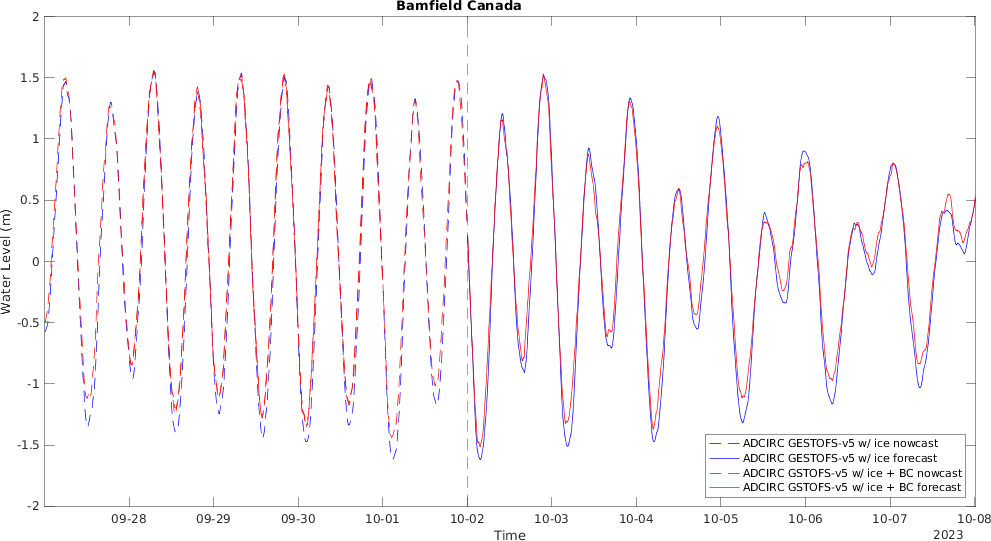 Bamfield Canada
2
1.5
1
0.5
0
-0.5
-1
-1.5
-2
Water Level (m)
ADCIRC GESTOFS-v5 w/ ice nowcast
ADCIRC GESTOFS-v5 w/ ice forecast
ADCIRC GSTOFS-v5 w/ ice + BC nowcast
ADCIRC GSTOFS-v5 w/ ice + BC forecast
09-28 09-29 09-30 10-01 10-02 10-03 10-04 10-05 10-06 10-07 10-08
Time
2023